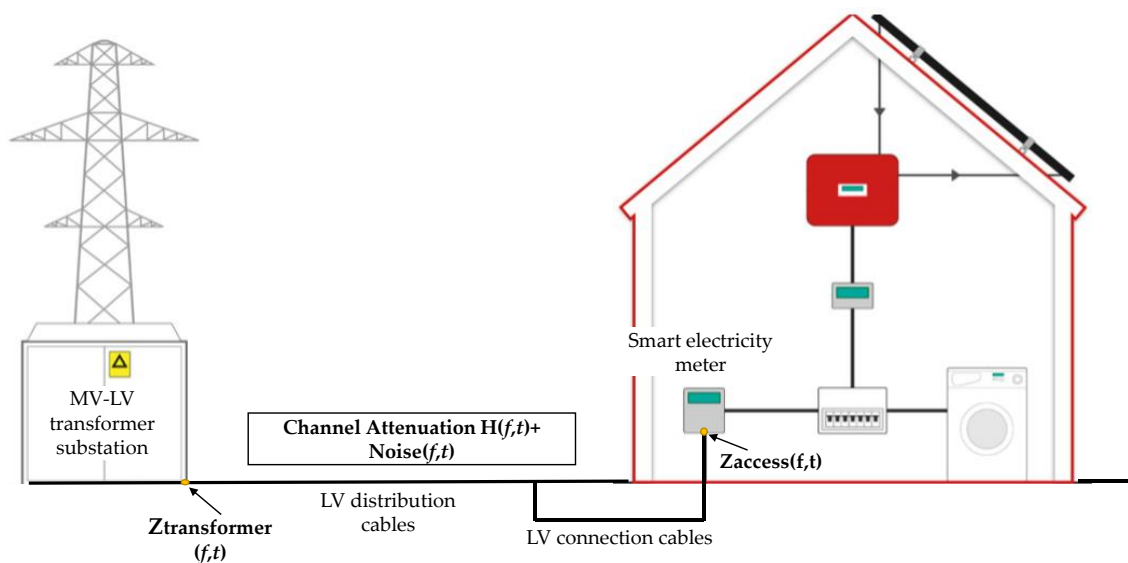 MV-LV
transformer
substation
Ztransformer
(f,t)
Channel Attenuation H(f,t)+
Noise(f,t)
LV distribution
cables
LV connection cables
Smart electricity
meter
Zaccess(f,t)